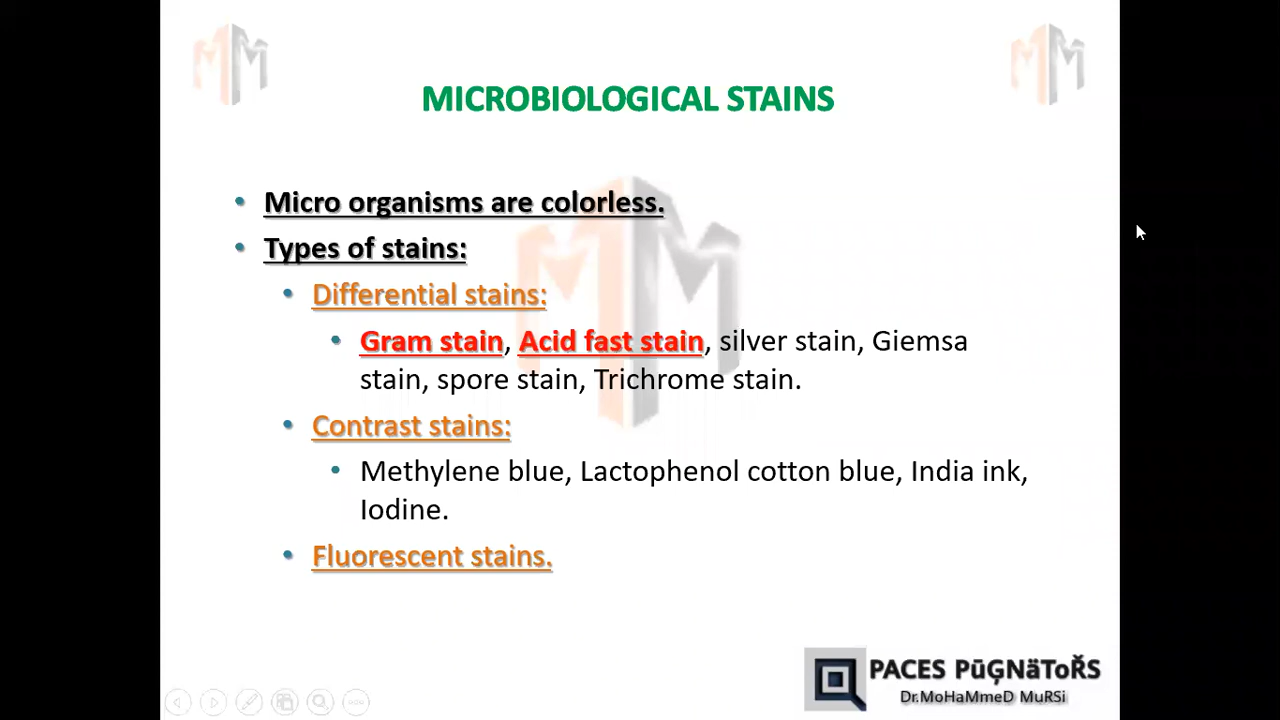 MICROBIOLOGICAL STAINS
Micro organisms are colorless.
Types of stains:
Differential stains:
Gram stain, Acid fast stain, silver stain, Giemsa
stain, spore stain, Trichrome stain.
Contrast stains:
Methylene blue, Lactophenol cotton blue, India ink,
Iodine.
Fluorescent stains.
PACES PūĢNäToŘS
Dr.MoHaMmeD MuRSi